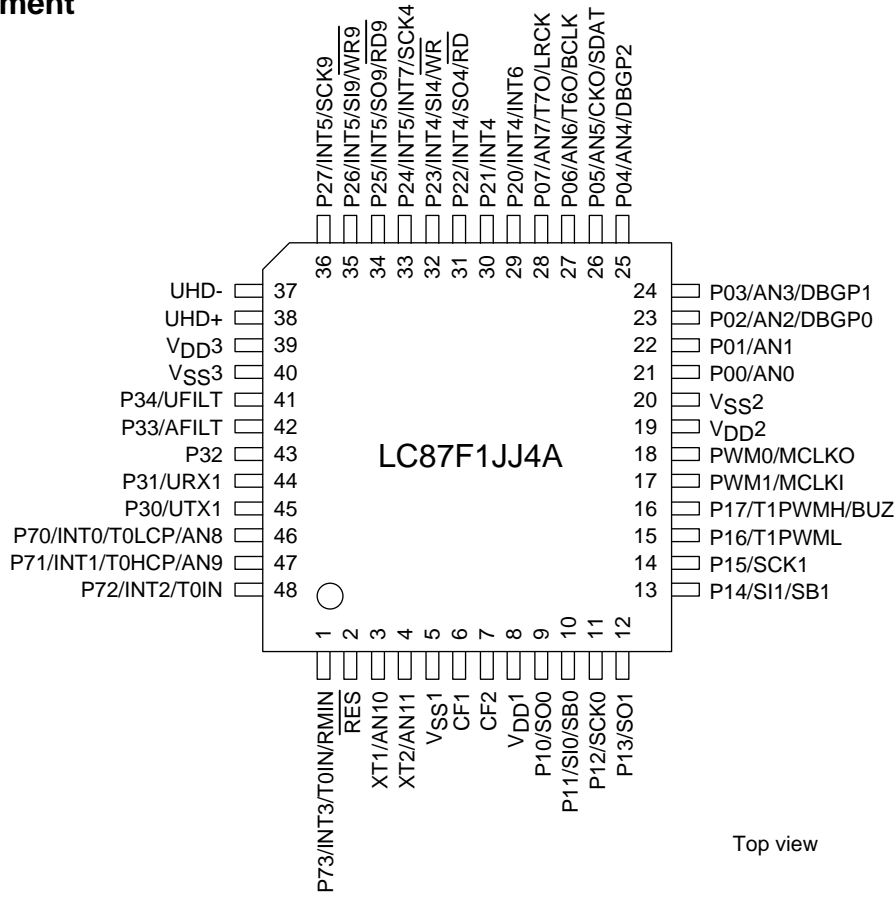 ment
P27/INT5/SCK9
P26/INT5/SI9/WR9
P25/INT5/SO9/RD9
P24/INT5/INT7/SCK4
P23/INT4/SI4/WR
P22/INT4/SO4/RD
P21/INT4
P20/INT4/INT6
P07/AN7/T7O/LRCK
P06/AN6/T6O/BCLK
P05/AN5/CKO/SDAT
P04/AN4/DBGP2
36 35 34 33 32 31 30 29 28 27 26 25
UHD- 37
UHD+ 38
VDD3 39
VSS3 40
P34/UFILT 41
P33/AFILT 42
P32 43
P31/URX1 44
P30/UTX1 45
P70/INT0/T0LCP/AN8 46
P71/INT1/T0HCP/AN9 47
P72/INT2/T0IN 48
LC87F1JJ4A
24 P03/AN3/DBGP1
23 P02/AN2/DBGP0
22 P01/AN1
21 P00/AN0
20 VSS2
19 VDD2
18 PWM0/MCLKO
17 PWM1/MCLKI
16 P17/T1PWMH/BUZ
15 P16/T1PWML
14 P15/SCK1
13 P14/SI1/SB1
1 2 3 4 5 6 7 8 9 10 11 12
P73/INT3/T0IN/RMIN
RES
XT1/AN10
XT2/AN11
VSS1
CF1
CF2
VDD1
P10/SO0
P11/SI0/SB0
P12/SCK0
P13/SO1
Top view